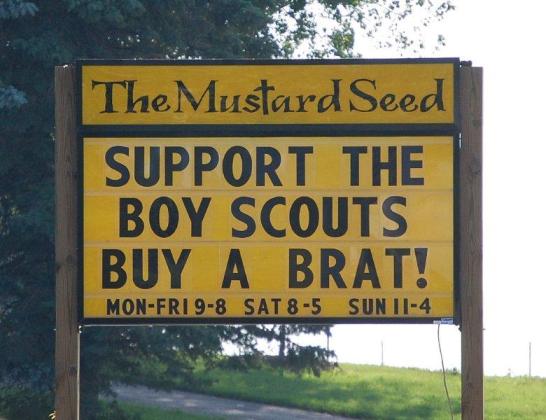 The Mustard Seed
SUPPORT THE
BOY SCOUTS
BUY A BRAT!
MON-FRI 9-8 SAT 8-5 SUN 11-4